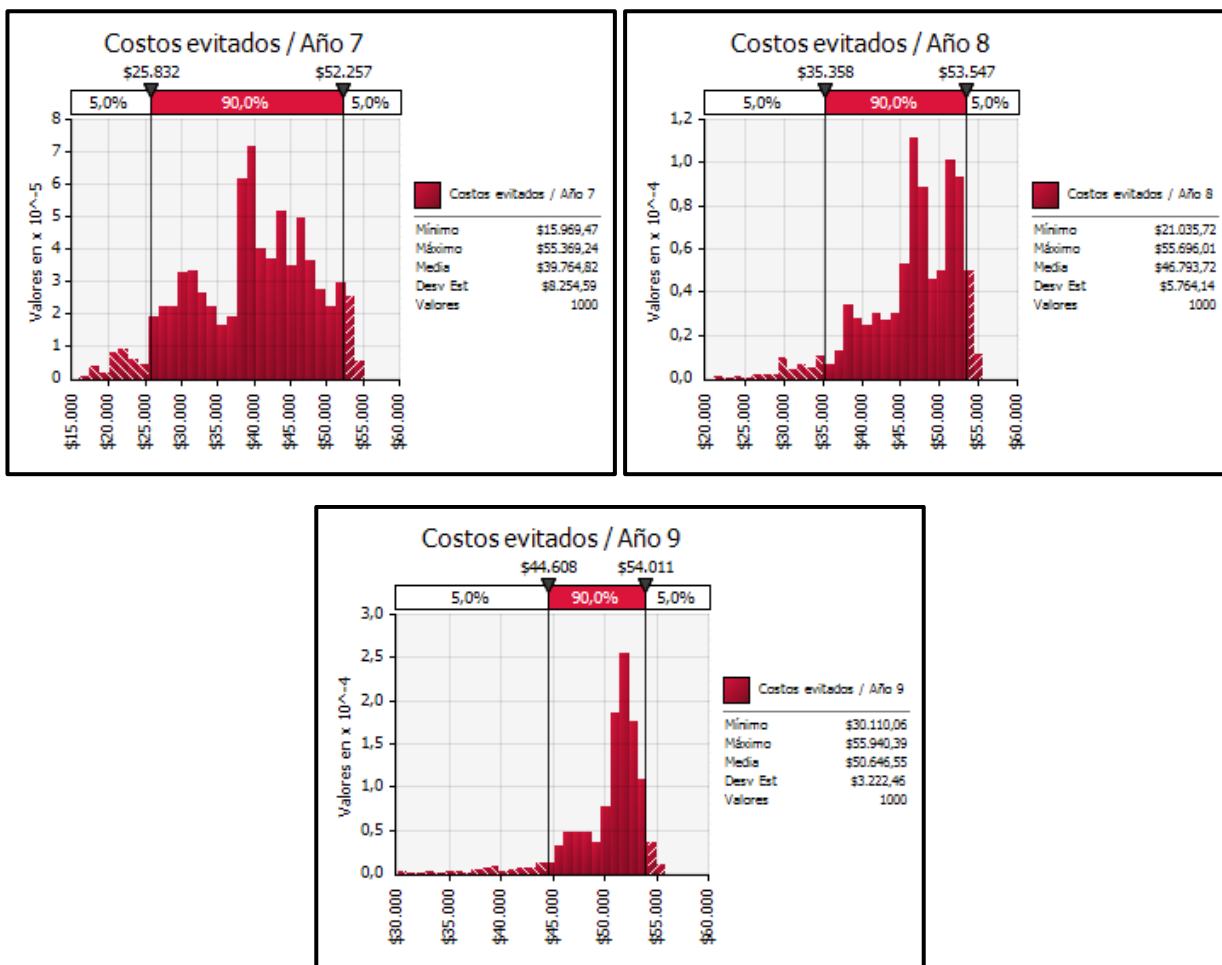 Costos evitados / Año 7
$25.832 $52.257
5,0% 90,0% 5,0%
8
7
6
5
4
3
2
1
0
Valores en x 10^-5
$15.000
$20.000
$25.000
$30.000
$35.000
$40.000
$45.000
$50.000
$55.000
$60.000
Costos evitados / Año 7
Mínimo $15.969,47
Máximo $55.369,24
Media $39.764,82
Desv Est $8.254,59
Valores 1000
Costos evitados / Año 8
$35.358 $53.547
5,0% 90,0% 5,0%
1,2
1,0
0,8
0,6
0,4
0,2
0,0
Valores en x 10^-4
$20.000
$25.000
$30.000
$35.000
$40.000
$45.000
$50.000
$55.000
$60.000
Costos evitados / Año 8
Mínimo $21.035,72
Máximo $55.696,01
Media $46.793,72
Desv Est $5.764,14
Valores 1000
Costos evitados / Año 9
$44.608 $54.011
5,0% 90,0% 5,0%
3,0
2,5
2,0
1,5
1,0
0,5
0,0
Valores en x 10^-4
$30.000
$35.000
$40.000
$45.000
$50.000
$55.000
$60.000
Costos evitados / Año 9
Mínimo $30.110,06
Máximo $55.940,39
Media $50.646,55
Desv Est $3.222,46
Valores 1000